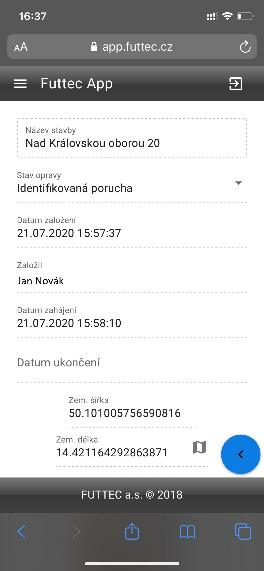 16:37
AA
app.futtec.cz
Futtec App
Název stavby
Nad Královskou oborou 20
Stav opravy
Identifikovaná porucha
Datum založení
21.07.2020 15:57:37
Založil
Jan Novák
Datum zahájení
21.07.2020 15:58:10
Datum ukončení
Zem. šířka
50.101005756590816
Zem. délka
14.421164292863871
FUTTEC a.s. © 2018